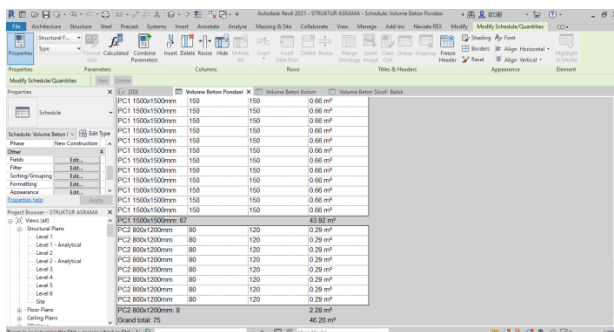 Autodesk Revit 2021 - STRUKTUR ASRAMA - Schedule: Volume Beton Pondasi
File Architecture Structure Steel Precast Systems Insert Annotate Analyze Massing & Site Collaborate View Manage Add-Ins Naviate REX Modify Modify Schedule/Quantities
Properties
Structural F...
Type
Format Unit
Calculated
Combine Parameters
Insert Delete Resize Hide Unhide All
Insert Insert Data Row Delete Resize
Merge Unmerge Insert Image Clear Cell Group Ungroup Freeze Header
Shading Font
Borders Align Horizontal
Reset Align Vertical
Highlight in Model
Properties Parameters Columns Rows Titles & Headers Appearance Element
Modify Schedule/Quantities New Delete
Properties
{3D} Volume Beton Pondasi Volume Beton Kolom Volume Beton Sloof- Balok
Schedule
Schedule: Volume Beton Edit Type
Phase New Construction
Other
Fields Edit...
Filter Edit...
Sorting/Grouping Edit...
Formatting Edit...
Appearance Edit...
Properties help Apply
Project Browser - STRUKTUR ASRAMA
Views (all)
Structural Plans
Level 1
Level 1 - Analytical
Level 2
Level 2 - Analytical
Level 3
Level 4
Level 5
Level 6
Site
Floor Plans
Ceiling Plans
PC1 1500x1500mm 150 150 0.66 m³
PC1 1500x1500mm 150 150 0.66 m³
PC1 1500x1500mm 150 150 0.66 m³
PC1 1500x1500mm 150 150 0.66 m³
PC1 1500x1500mm 150 150 0.66 m³
PC1 1500x1500mm 150 150 0.66 m³
PC1 1500x1500mm 150 150 0.66 m³
PC1 1500x1500mm 150 150 0.66 m³
PC1 1500x1500mm 150 150 0.66 m³
PC1 1500x1500mm 150 150 0.66 m³
PC1 1500x1500mm 150 150 0.66 m³
PC1 1500x1500mm: 67 43.92 m³
PC2 800x1200mm 80 120 0.29 m³
PC2 800x1200mm 80 120 0.29 m³
PC2 800x1200mm 80 120 0.29 m³
PC2 800x1200mm 80 120 0.29 m³
PC2 800x1200mm 80 120 0.29 m³
PC2 800x1200mm 80 120 0.29 m³
PC2 800x1200mm 80 120 0.29 m³
PC2 800x1200mm 80 120 0.29 m³
PC2 800x1200mm: 8 2.28 m³
Grand total: 75 46.20 m³